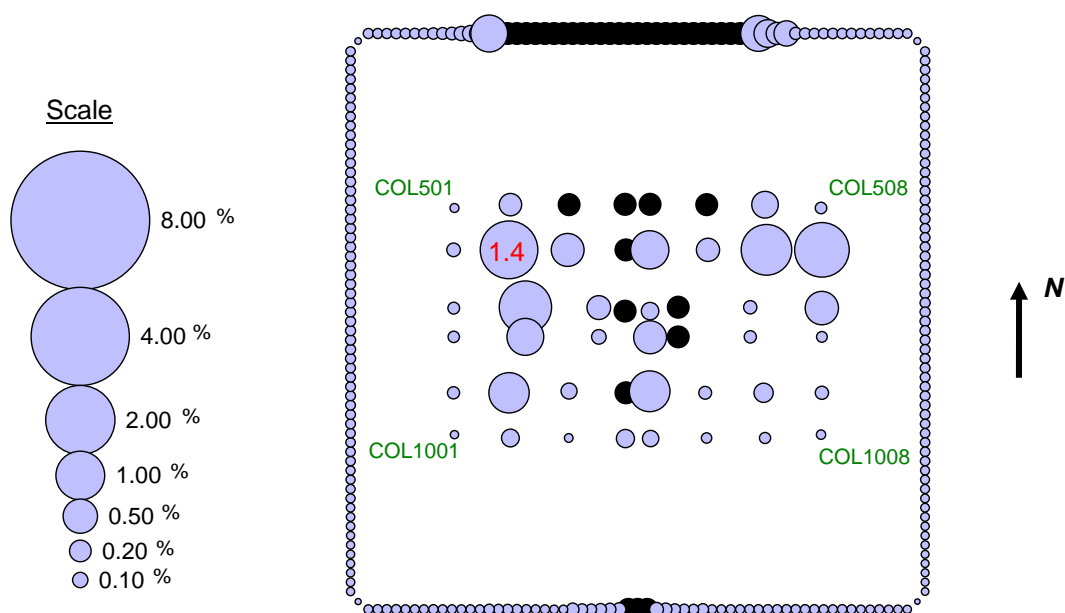 Scale
8.00 %
4.00 %
2.00 %
1.00 %
0.50 %
0.20 %
0.10 %
COL501
COL508
1.4
COL1001
COL1008
N